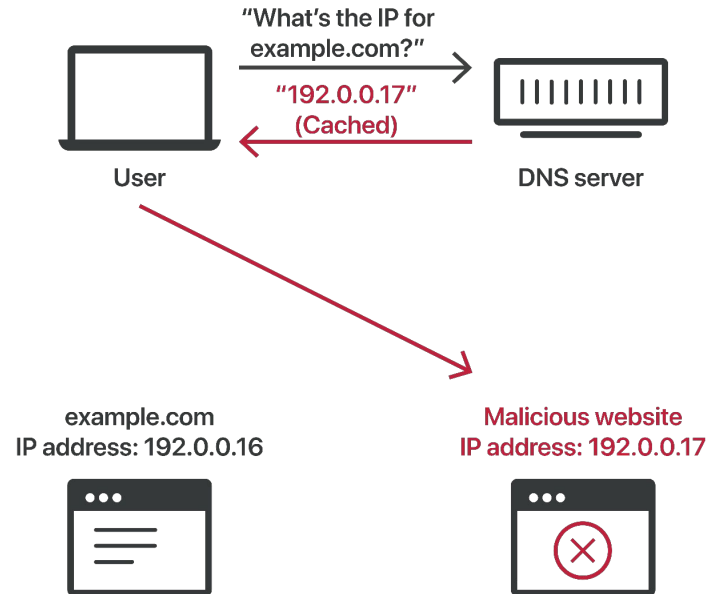 “What’s the IP for
example.com?”
“192.0.0.17”
(Cached)
User
DNS server
example.com
IP address: 192.0.0.16
Malicious website
IP address: 192.0.0.17